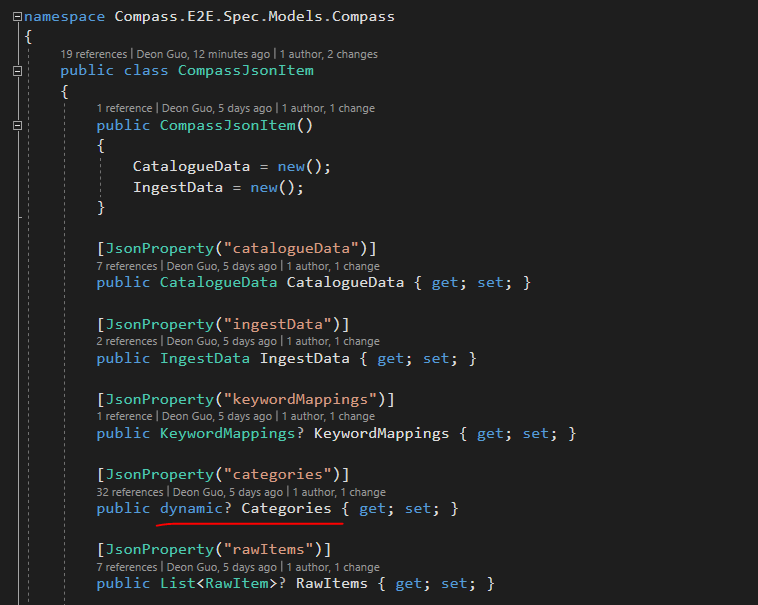 namespace Compass.E2E.Spec.Models.Compass
{
19 references | Deon Guo, 12 minutes ago | 1 author, 2 changes
public class CompassJsonItem
{
1 reference | Deon Guo, 5 days ago | 1 author, 1 change
public CompassJsonItem()
{
CatalogueData = new();
IngestData = new();
}
[JsonProperty("catalogueData")]
7 references | Deon Guo, 5 days ago | 1 author, 1 change
public CatalogueData CatalogueData { get; set; }
[JsonProperty("ingestData")]
2 references | Deon Guo, 5 days ago | 1 author, 1 change
public IngestData IngestData { get; set; }
[JsonProperty("keywordMappings")]
1 reference | Deon Guo, 5 days ago | 1 author, 1 change
public KeywordMappings? KeywordMappings { get; set; }
[JsonProperty("categories")]
32 references | Deon Guo, 5 days ago | 1 author, 1 change
public dynamic? Categories { get; set; }
[JsonProperty("rawItems")]
7 references | Deon Guo, 5 days ago | 1 author, 1 change
public List<RawItem>? RawItems { get; set; }